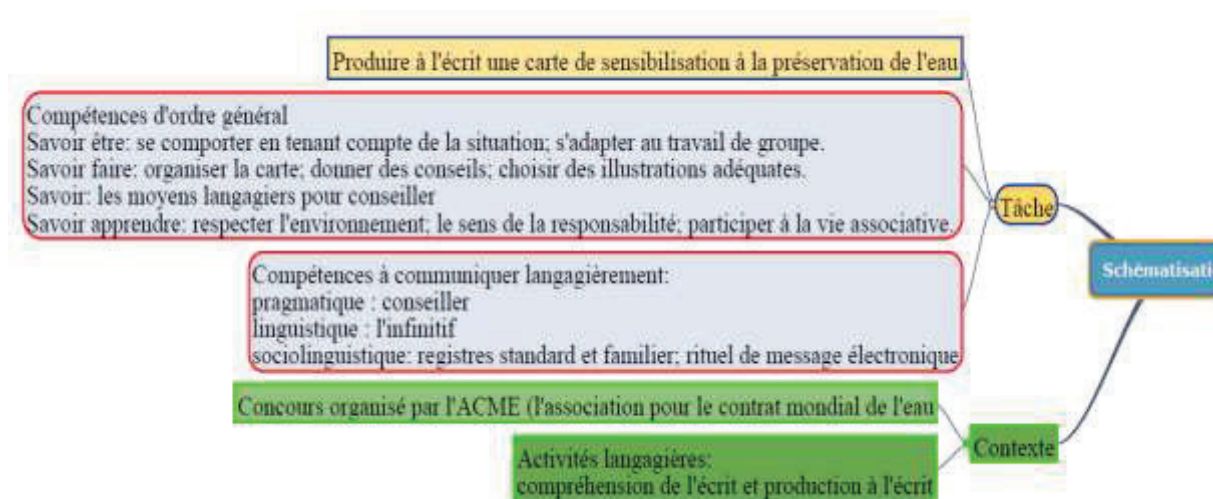 Produire à l'écrit une carte de sensibilisation à la préservation de l'eau
Compétences d'ordre général
Savoir être: se comporter en tenant compte de la situation; s'adapter au travail de groupe.
Savoir faire: organiser la carte; donner des conseils; choisir des illustrations adéquates.
Savoir: les moyens langagiers pour conseiller
Savoir apprendre: respecter l'environnement; le sens de la responsabilité; participer à la vie associative.
Tâche
Schématisati
Compétences à communiquer langagièrement:
pragmatique : conseiller
linguistique : l'infinitif
sociolinguistique: registres standard et familier; rituel de message électronique
Concours organisé par l'ACME (l'association pour le contrat mondial de l'eau
Contexte
Activités langagières:
compréhension de l'écrit et production à l'écrit